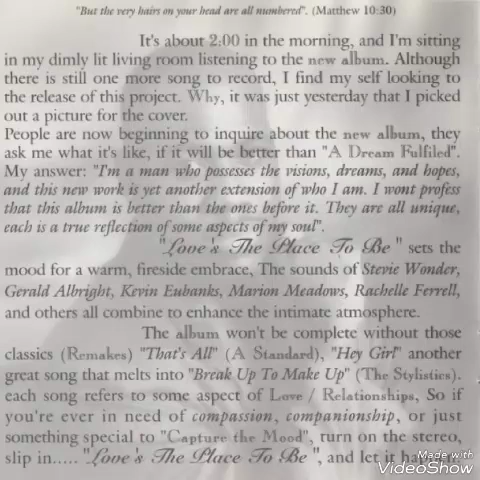 "But the very hairs on your head are all numbered". (Matthew 10:30)
It's about 2:00 in the morning, and I'm sitting
in my dimly lit living room listening to the new album. Although
there is still one more song to record, I find my self looking to
the release of this project. Why, it was just yesterday that I picked
out a picture for the cover.
People are now beginning to inquire about the new album, they
ask me what it's like, if it will be better than "A Dream Fulfiled".
My answer: "I'm a man who possesses the visions, dreams, and hopes,
and this new work is yet another extension of who I am. I wont profess
that this album is better than the ones before it. They are all unique,
each is a true reflection of some aspects of my soul".
"Love's The Place To Be " sets the
mood for a warm, fireside embrace, The sounds of Stevie Wonder,
Gerald Albright, Kevin Eubanks, Marion Meadows, Rachelle Ferrell,
and others all combine to enhance the intimate atmosphere.
The album won't be complete without those
classics (Remakes) "That's All" (A Standard), "Hey Girl" another
great song that melts into "Break Up To Make Up" (The Stylistics).
each song refers to some aspect of Love / Relationships, So if
you're ever in need of compassion, companionship, or just
something special to "Capture the Mood", turn on the stereo,
slip in..... "Love's The Place To Be ", and let it
Made with
VideoShow